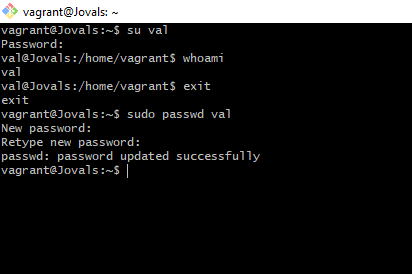 vagrant@Jovals: ~
vagrant@Jovals:~$ su val
Password:
val@Jovals:/home/vagrant$ whoami
val
val@Jovals:/home/vagrant$ exit
exit
vagrant@Jovals:~$ sudo passwd val
New password:
Retype new password:
passwd: password updated successfully
vagrant@Jovals:~$